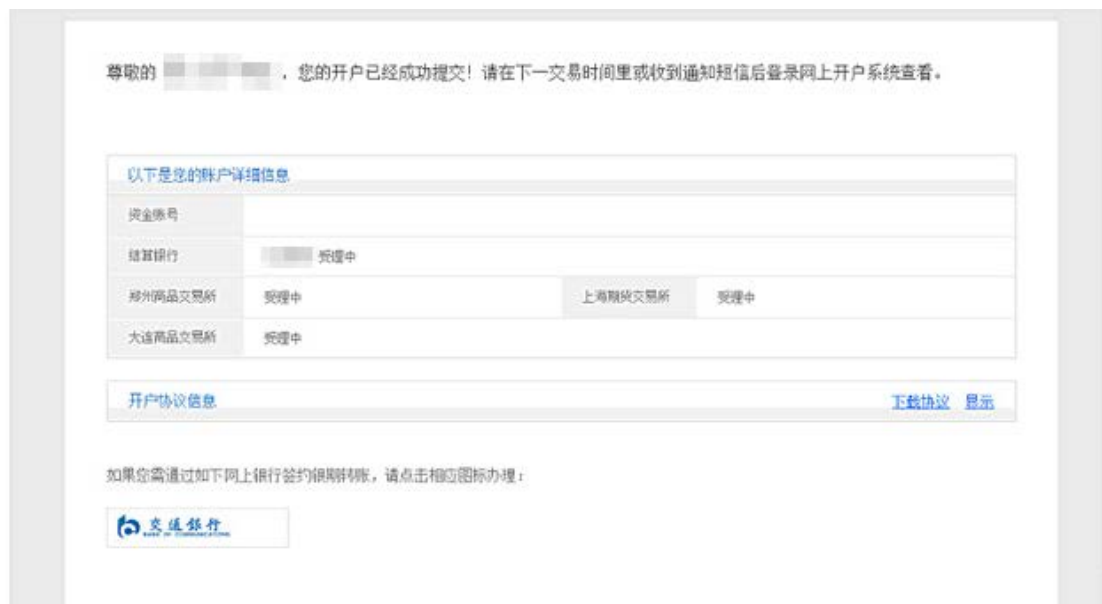 尊敬的 ，您的开户已经成功提交！请在下一交易时间里或收到通知短信后登录网上开户系统查看。
以下是您的账户详细信息
资金账号
结算银行 受理中
郑州商品交易所 受理中 上海期货交易所 受理中
大连商品交易所 受理中
开户协议信息 下载协议 显示
如果您需通过如下网上银行签约银期转账，请点击相应图标办理：
交通銀行
BANK OF COMMUNICATIONS